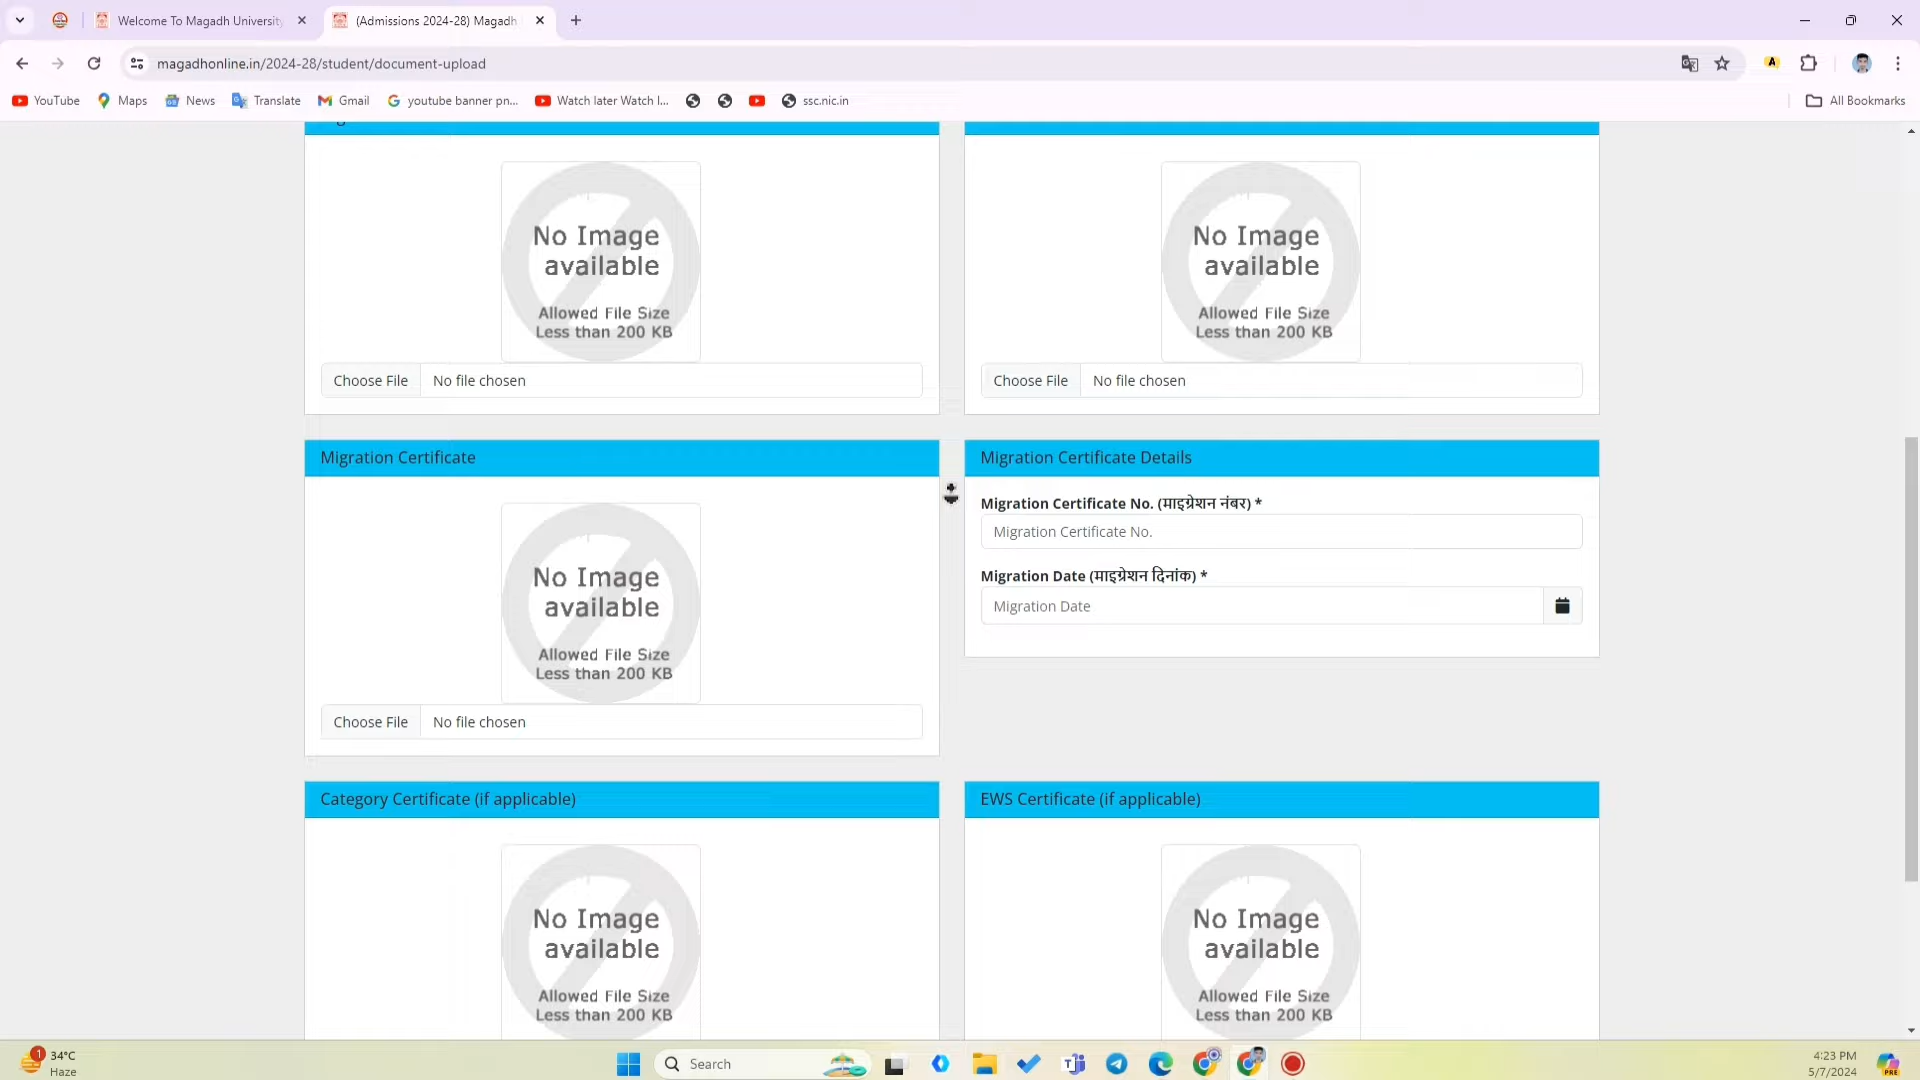 Welcome To Magadh University
(Admissions 2024-28) Magadh
magadhonline.in/2024-28/student/document-upload
YouTube
Maps
News
Translate
Gmail
youtube banner pn...
Watch later Watch l...
ssc.nic.in
All Bookmarks
No Image
available
Allowed File Size
Less than 200 KB
Choose File No file chosen
No Image
available
Allowed File Size
Less than 200 KB
Choose File No file chosen
Migration Certificate
No Image
available
Allowed File Size
Less than 200 KB
Choose File No file chosen
Migration Certificate Details
Migration Certificate No. (माइग्रेशन नंबर) *
Migration Certificate No.
Migration Date (माइग्रेशन दिनांक) *
Migration Date
Category Certificate (if applicable)
No Image
available
Allowed File Size
Less than 200 KB
EWS Certificate (if applicable)
No Image
available
Allowed File Size
Less than 200 KB
1
34°C
Haze
Search
4:23 PM
5/7/2024
PRE